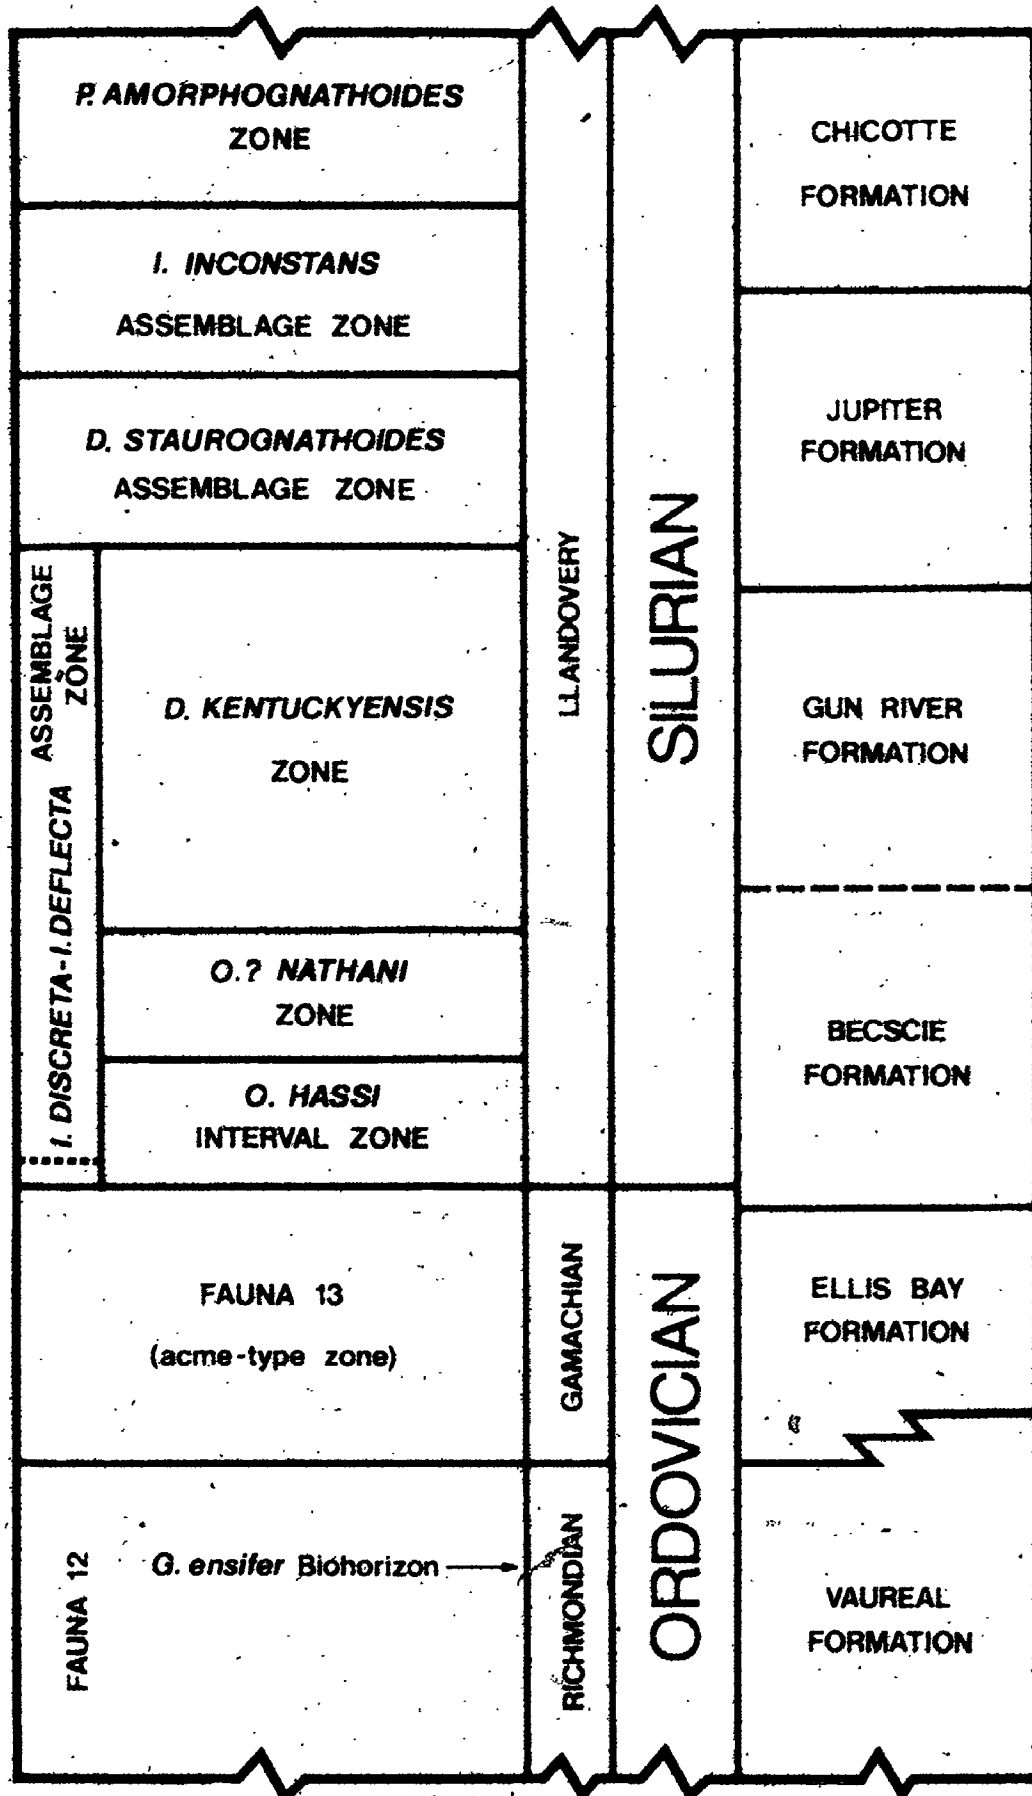 P. AMORPHOGNATHOIDES
ZONE
I. INCONSTANS
ASSEMBLAGE ZONE
D. STAUROGNATHOIDES
ASSEMBLAGE ZONE
I. DISCRETA-I. DEFLECTA ASSEMBLAGE
ZONE
D. KENTUCKYENSIS
ZONE
O.? NATHANI
ZONE
O. HASSI
INTERVAL ZONE
FAUNA 13
(acme-type zone)
FAUNA 12
G. ensifer Biohorizon
LLANDOVERY
GAMACHIAN
RICHMONDIAN
SILURIAN
ORDOVICIAN
CHICOTTE
FORMATION
JUPITER
FORMATION
GUN RIVER
FORMATION
BECSCIE
FORMATION
ELLIS BAY
FORMATION
VAUREAL
FORMATION